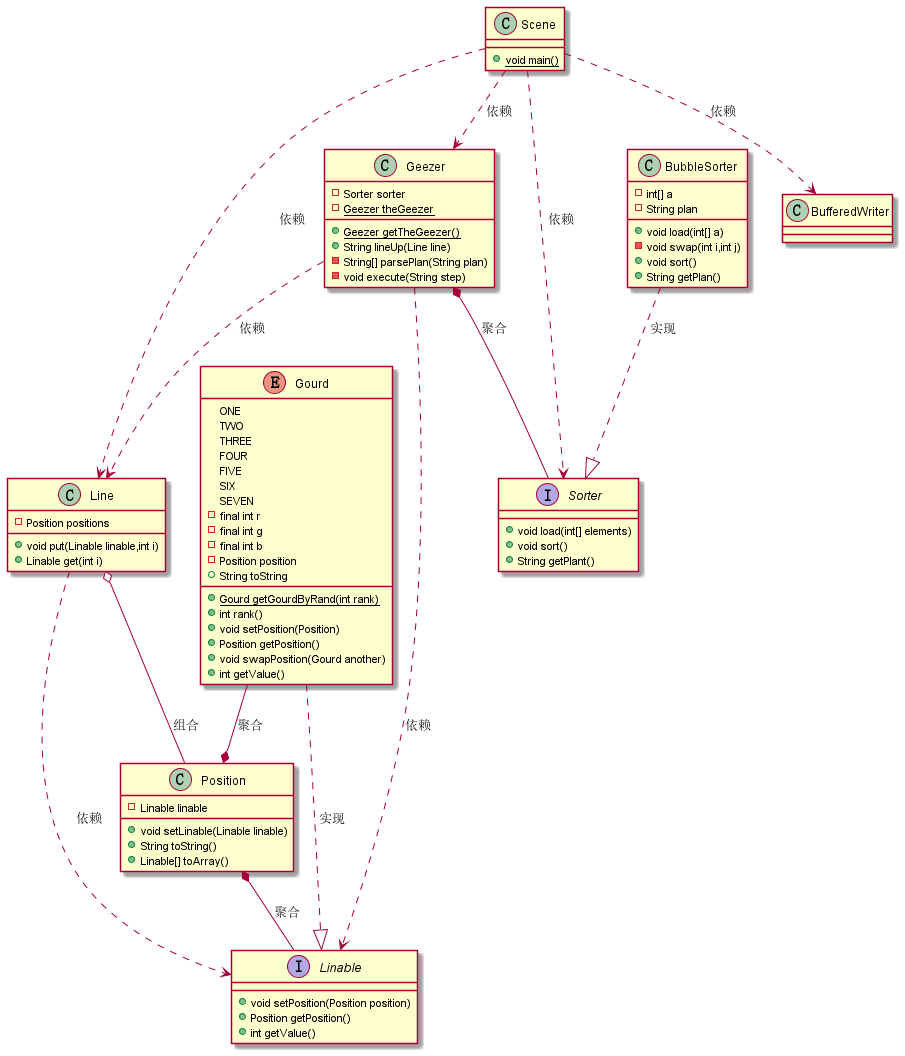 C Scene
void main()
依赖
依赖
C Geezer
Sorter sorter
Geezer theGeezer
Geezer getTheGeezer()
String lineUp(Line line)
String[] parsePlan(String plan)
void execute(String step)
C BubbleSorter
int[] a
String plan
void load(int[] a)
void swap(int i,int j)
void sort()
String getPlan()
C BufferedWriter
依赖
依赖
依赖
聚合
实现
E Gourd
ONE
TWO
THREE
FOUR
FIVE
SIX
SEVEN
final int r
final int g
final int b
Position position
String toString
Gourd getGourdByRand(int rank)
int rank()
void setPosition(Position)
Position getPosition()
void swapPosition(Gourd another)
int getValue()
C Line
Position positions
void put(Linable linable,int i)
Linable get(int i)
I Sorter
void load(int[] elements)
void sort()
String getPlant()
组合
聚合
依赖
C Position
Linable linable
void setLinable(Linable linable)
String toString()
Linable[] toArray()
依赖
实现
聚合
I Linable
void setPosition(Position position)
Position getPosition()
int getValue()